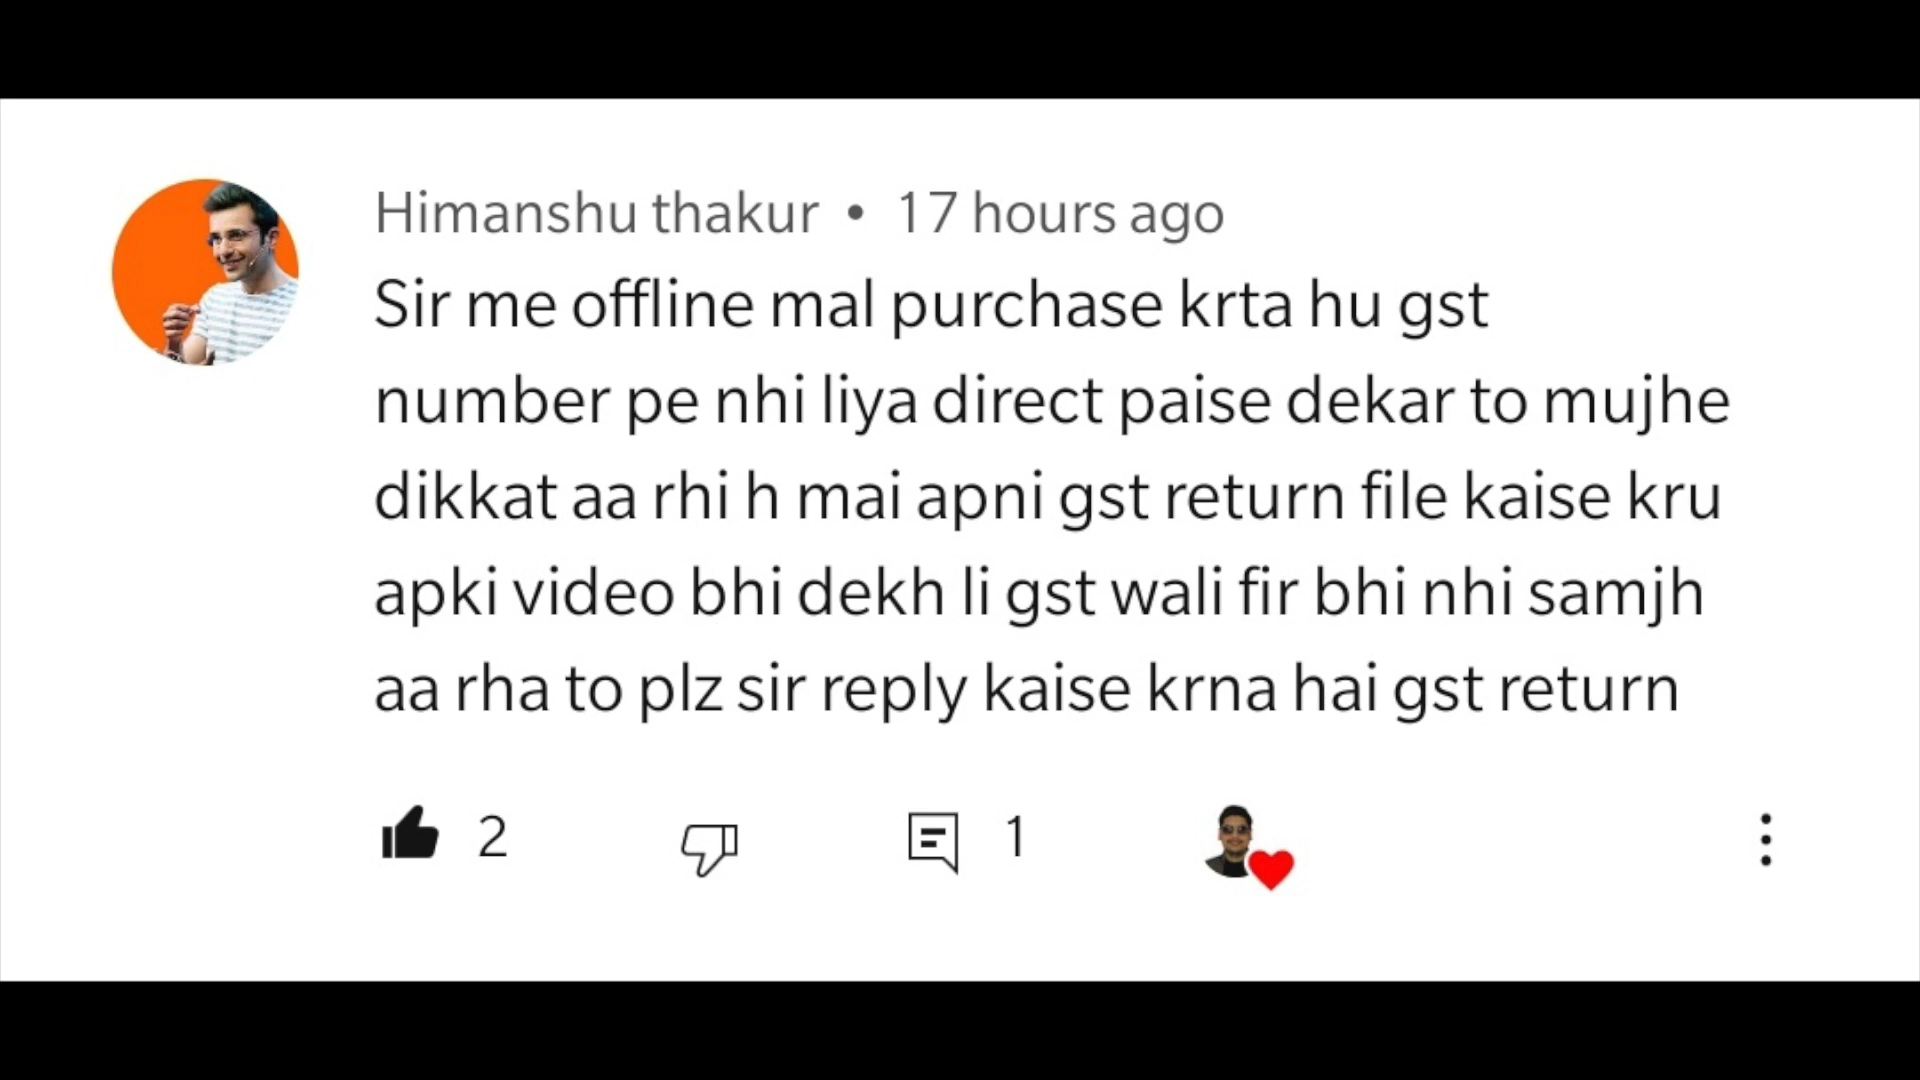 Himanshu thakur • 17 hours ago
Sir me offline mal purchase krta hu gst
number pe nhi liya direct paise dekar to mujhe
dikkat aa rhi h mai apni gst return file kaise kru
apki video bhi dekh li gst wali fir bhi nhi samjh
aa rha to plz sir reply kaise krna hai gst return
2 1